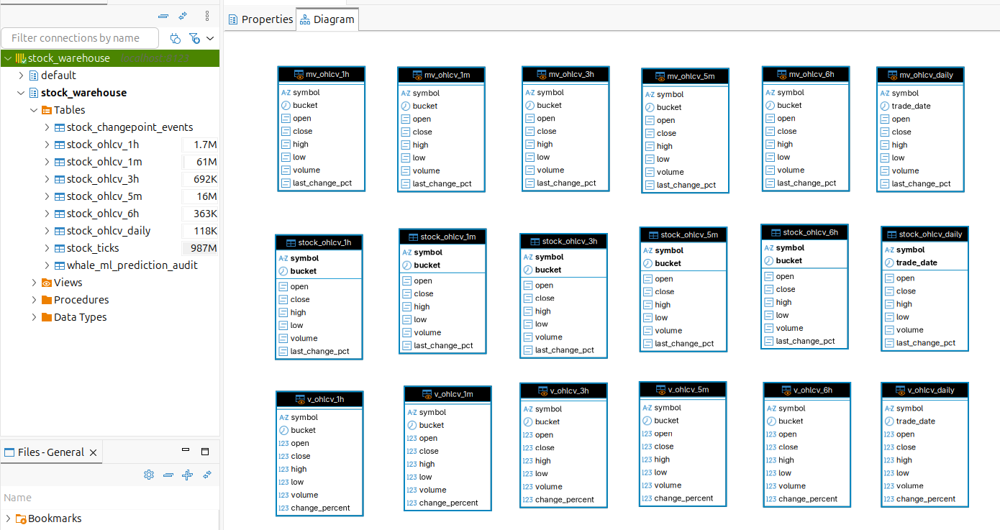 Properties
Diagram
Filter connections by name
stock_warehouse
default
stock_warehouse
Tables
stock_changepoint_events
stock_ohlcv_1h 1.7M
stock_ohlcv_1m 61M
stock_ohlcv_3h 692K
stock_ohlcv_5m 16M
stock_ohlcv_6h 363K
stock_ohlcv_daily 118K
stock_ticks 987M
whale_ml_prediction_audit
Views
Procedures
Data Types
Files - General
Name
Bookmarks
mv_ohlcv_1h
A-Z symbol
bucket
open
close
high
low
volume
last_change_pct
mv_ohlcv_1m
A-Z symbol
bucket
open
close
high
low
volume
last_change_pct
mv_ohlcv_3h
A-Z symbol
bucket
open
close
high
low
volume
last_change_pct
mv_ohlcv_5m
A-Z symbol
bucket
open
close
high
low
volume
last_change_pct
mv_ohlcv_6h
A-Z symbol
bucket
open
close
high
low
volume
last_change_pct
mv_ohlcv_daily
A-Z symbol
trade_date
open
close
high
low
volume
last_change_pct
stock_ohlcv_1h
A-Z symbol
bucket
open
close
high
low
volume
last_change_pct
stock_ohlcv_1m
A-Z symbol
bucket
open
close
high
low
volume
last_change_pct
stock_ohlcv_3h
A-Z symbol
bucket
open
close
high
low
volume
last_change_pct
stock_ohlcv_5m
A-Z symbol
bucket
open
close
high
low
volume
last_change_pct
stock_ohlcv_6h
A-Z symbol
bucket
open
close
high
low
volume
last_change_pct
stock_ohlcv_daily
A-Z symbol
trade_date
open
close
high
low
volume
last_change_pct
v_ohlcv_1h
A-Z symbol
bucket
123 open
123 close
123 high
123 low
123 volume
123 change_percent
v_ohlcv_1m
A-Z symbol
bucket
123 open
123 close
123 high
123 low
123 volume
123 change_percent
v_ohlcv_3h
A-Z symbol
bucket
123 open
123 close
123 high
123 low
123 volume
123 change_percent
v_ohlcv_5m
A-Z symbol
bucket
123 open
123 close
123 high
123 low
123 volume
123 change_percent
v_ohlcv_6h
A-Z symbol
bucket
123 open
123 close
123 high
123 low
123 volume
123 change_percent
v_ohlcv_daily
A-Z symbol
trade_date
123 open
123 close
123 high
123 low
123 volume
123 change_percent